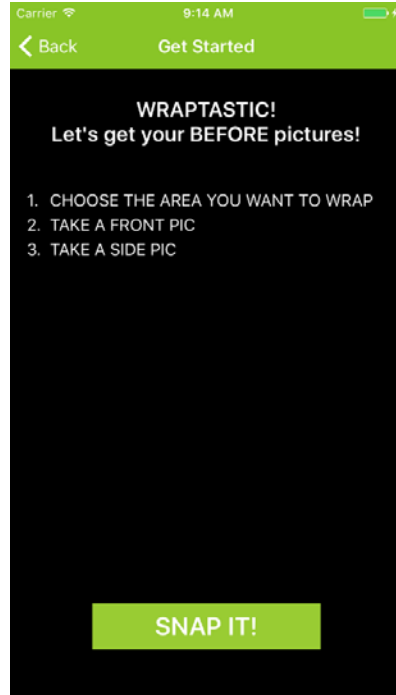 Carrier 9:14 AM
Back Get Started
WRAPTASTIC!
Let's get your BEFORE pictures!
1. CHOOSE THE AREA YOU WANT TO WRAP
2. TAKE A FRONT PIC
3. TAKE A SIDE PIC
SNAP IT!